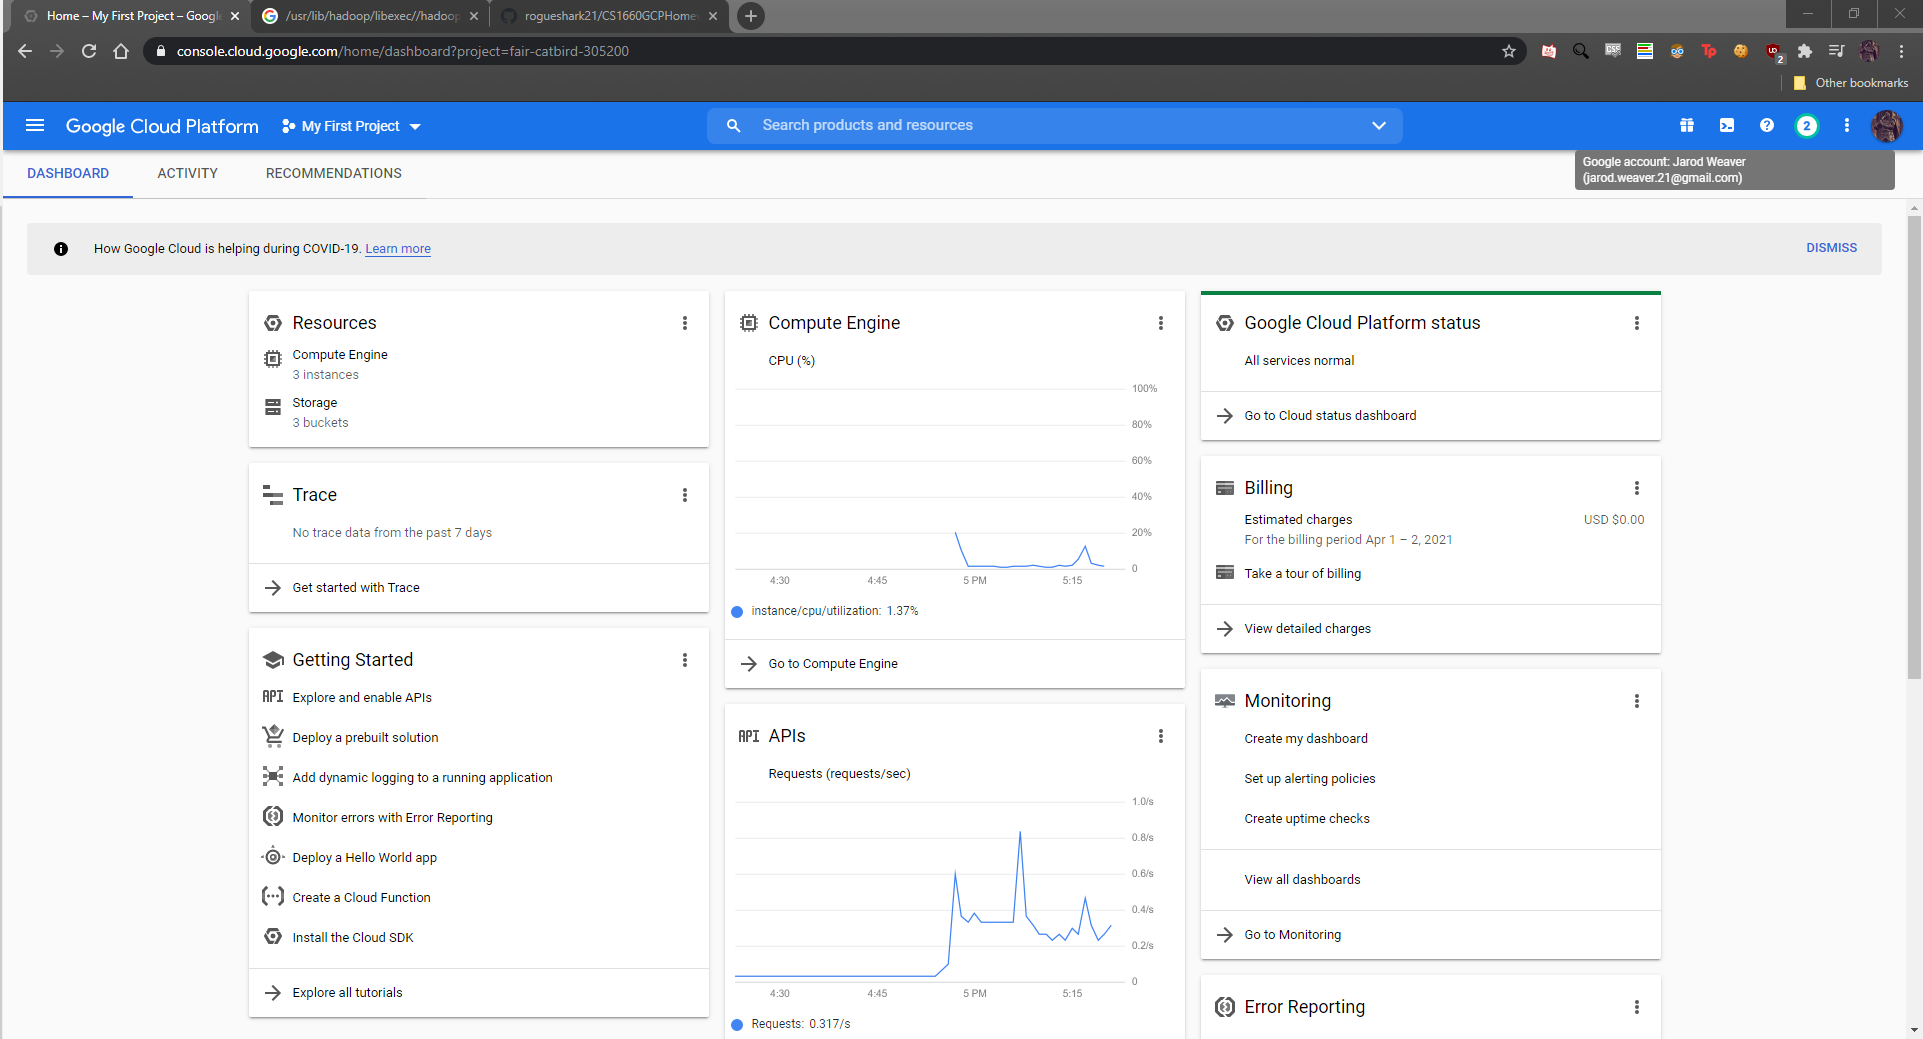 Home – My First Project – Googl
/usr/lib/hadoop/libexec//hadoop
rogueshark21/CS1660GCPHomew
console.cloud.google.com/home/dashboard?project=fair-catbird-305200
CSP
Tp
2
Other bookmarks
Google Cloud Platform
My First Project
Search products and resources
2
DASHBOARD
ACTIVITY
RECOMMENDATIONS
Google account: Jarod Weaver
(jarod.weaver.21@gmail.com)
How Google Cloud is helping during COVID-19. Learn more
DISMISS
Resources
Compute Engine
3 instances
Storage
3 buckets
Trace
No trace data from the past 7 days
Get started with Trace
Getting Started
API Explore and enable APIs
Deploy a prebuilt solution
Add dynamic logging to a running application
Monitor errors with Error Reporting
Deploy a Hello World app
Create a Cloud Function
Install the Cloud SDK
Explore all tutorials
Compute Engine
CPU (%)
100%
80%
60%
40%
20%
0
4:30 4:45 5 PM 5:15
instance/cpu/utilization: 1.37%
Go to Compute Engine
API APIs
Requests (requests/sec)
1.0/s
0.8/s
0.6/s
0.4/s
0.2/s
0
4:30 4:45 5 PM 5:15
Requests: 0.317/s
Google Cloud Platform status
All services normal
Go to Cloud status dashboard
Billing
Estimated charges USD $0.00
For the billing period Apr 1 – 2, 2021
Take a tour of billing
View detailed charges
Monitoring
Create my dashboard
Set up alerting policies
Create uptime checks
View all dashboards
Go to Monitoring
Error Reporting